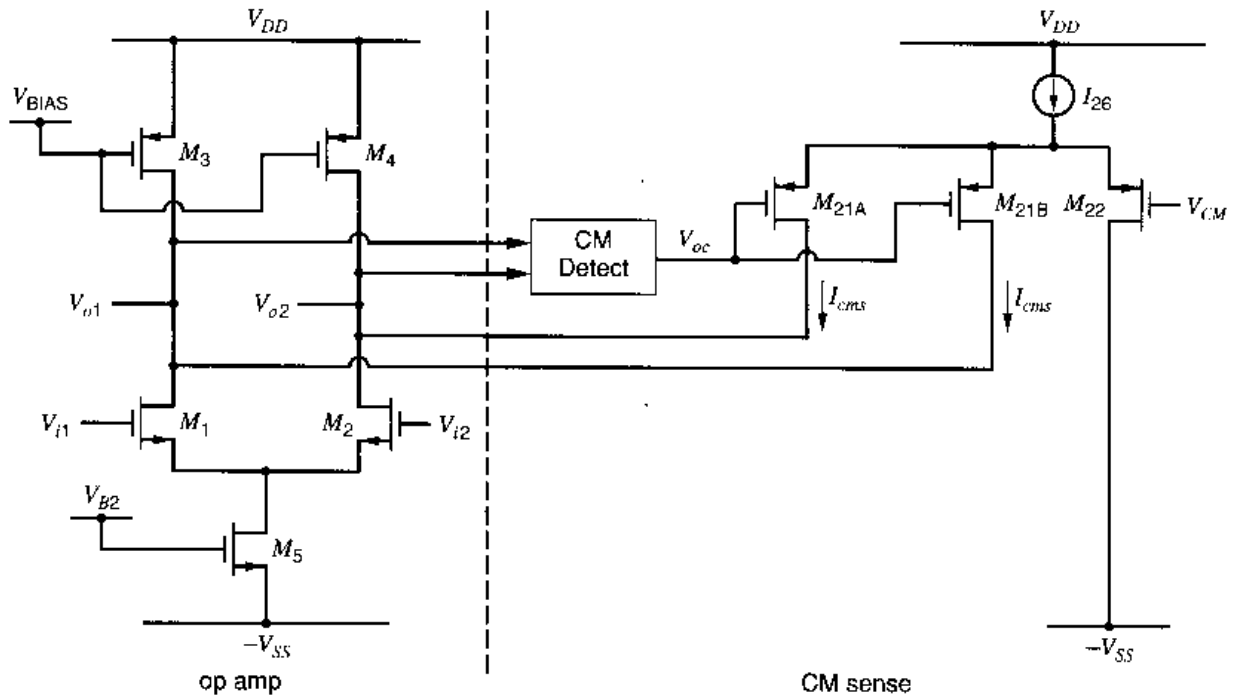 V_DD
V_BIAS
M_3
M_4
V_o1
V_o2
V_i1
M_1
M_2
V_i2
V_B2
M_5
-V_SS
op amp
CM
Detect
V_oc
V_DD
I_26
M_21A
M_21B
M_22
V_CM
I_cms
I_cms
-V_SS
CM sense